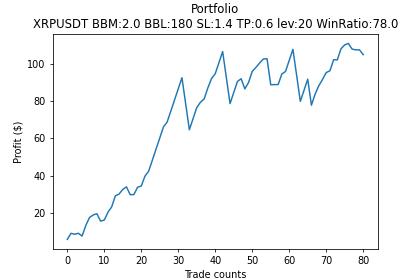 Portfolio
XRPUSDT BBM:2.0 BBL:180 SL:1.4 TP:0.6 lev:20 WinRatio:78.0
100
80
60
40
20
Profit ($)
0 10 20 30 40 50 60 70 80
Trade counts